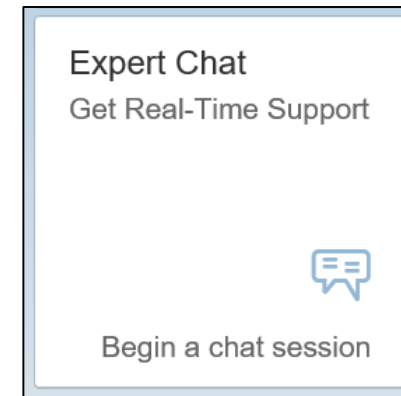 Expert Chat
Get Real-Time Support
Begin a chat session